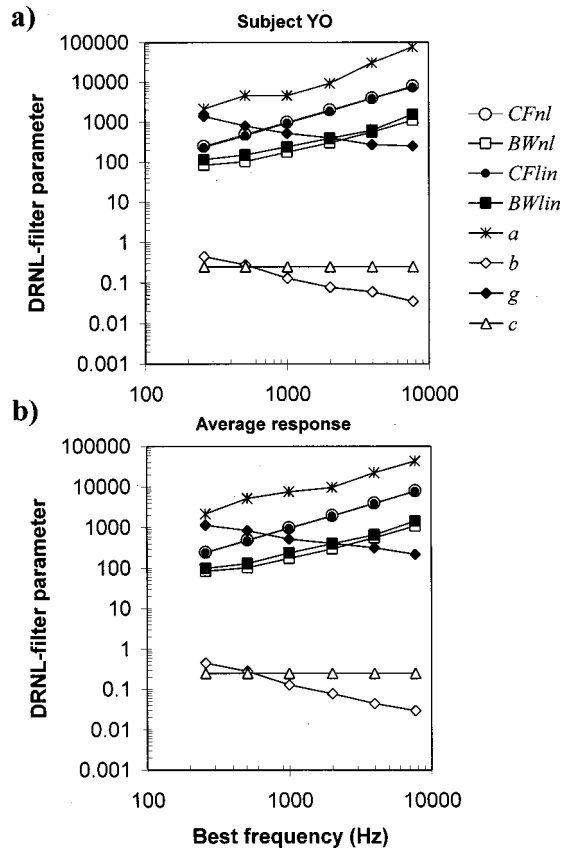 a)
Subject YO
100000
10000
1000
100
10
1
0.1
0.01
0.001
DRNL-filter parameter
100 1000 10000
CFnl
BWnl
CFlin
BWlin
a
b
g
c
b)
Average response
100000
10000
1000
100
10
1
0.1
0.01
0.001
DRNL-filter parameter
100 1000 10000
Best frequency (Hz)